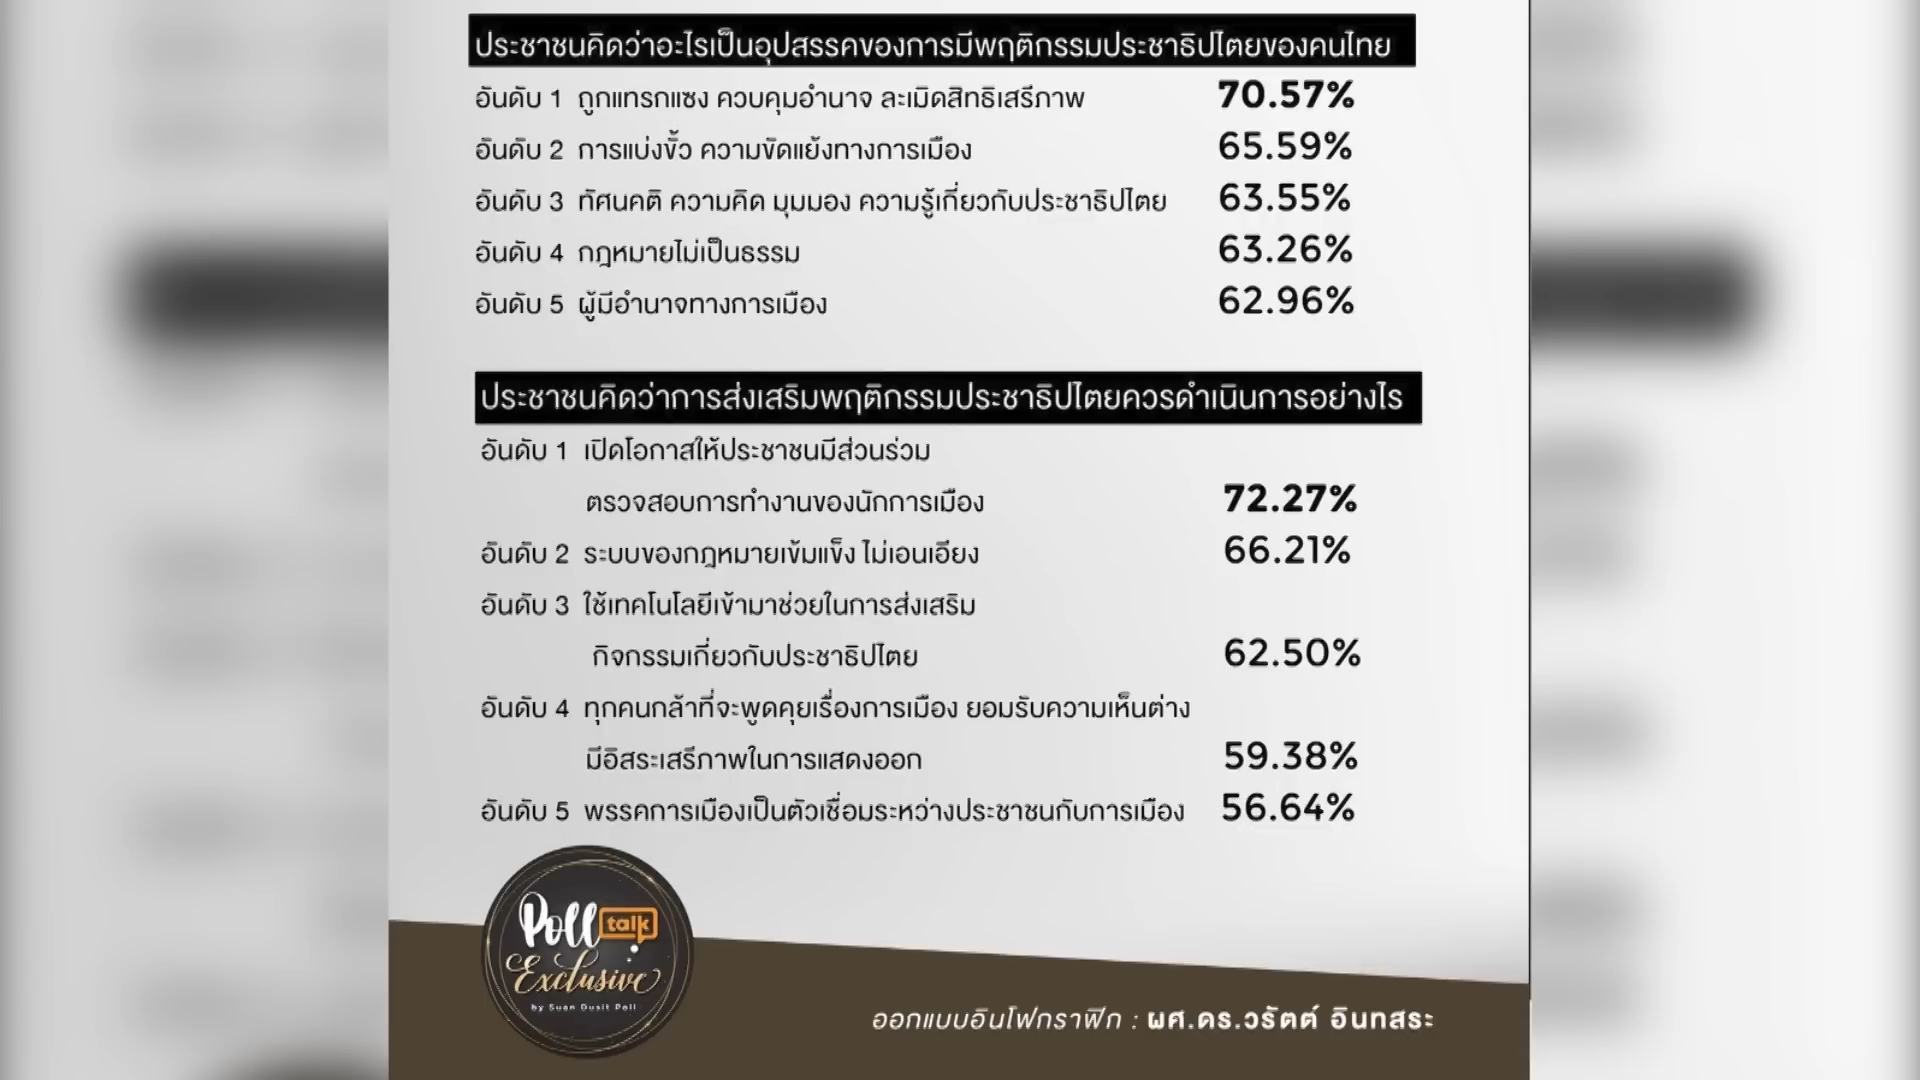 ประชาชนคิดว่าอะไรเป็นอุปสรรคของการมีพฤติกรรมประชาธิปไตยของคนไทย
อันดับ 1 ถูกแทรกแซง ควบคุมอำนาจ ละเมิดสิทธิเสรีภาพ 70.57%
อันดับ 2 การแบ่งขั้ว ความขัดแย้งทางการเมือง 65.59%
อันดับ 3 ทัศนคติ ความคิด มุมมอง ความรู้เกี่ยวกับประชาธิปไตย 63.55%
อันดับ 4 กฎหมายไม่เป็นธรรม 63.26%
อันดับ 5 ผู้มีอำนาจทางการเมือง 62.96%
ประชาชนคิดว่าการส่งเสริมพฤติกรรมประชาธิปไตยควรดำเนินการอย่างไร
อันดับ 1 เปิดโอกาสให้ประชาชนมีส่วนร่วม
ตรวจสอบการทำงานของนักการเมือง 72.27%
อันดับ 2 ระบบของกฎหมายเข้มแข็ง ไม่เอนเอียง 66.21%
อันดับ 3 ใช้เทคโนโลยีเข้ามาช่วยในการส่งเสริม
กิจกรรมเกี่ยวกับประชาธิปไตย 62.50%
อันดับ 4 ทุกคนกล้าที่จะพูดคุยเรื่องการเมือง ยอมรับความเห็นต่าง
มีอิสระเสรีภาพในการแสดงออก 59.38%
อันดับ 5 พรรคการเมืองเป็นตัวเชื่อมระหว่างประชาชนกับการเมือง 56.64%
Poll talk
Exclusive
by Suan Dusit Poll
ออกแบบอินโฟกราฟิก : ผศ.ดร.วรัตต์ อินทสระ